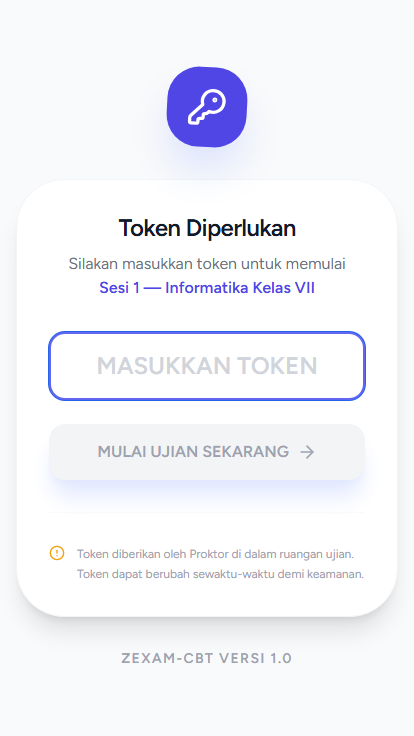 Token Diperlukan
Silakan masukkan token untuk memulai
Sesi 1 — Informatika Kelas VII
MASUKKAN TOKEN
MULAI UJIAN SEKARANG →
Token diberikan oleh Proktor di dalam ruangan ujian.
Token dapat berubah sewaktu-waktu demi keamanan.
ZEXAM-CBT VERSI 1.0